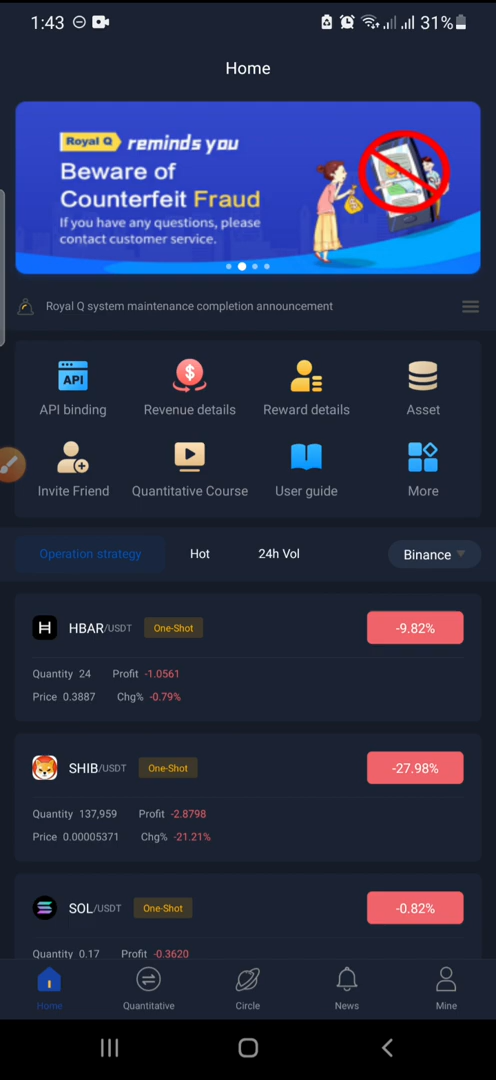 1:43 31%
Home
Royal Q reminds you
Beware of
Counterfeit Fraud
If you have any questions, please
contact customer service.
Royal Q system maintenance completion announcement
API
API binding Revenue details Reward details Asset
Invite Friend Quantitative Course User guide More
Operation strategy Hot 24h Vol Binance
HBAR/USDT One-Shot -9.82%
Quantity 24 Profit -1.0561
Price 0.3887 Chg% -0.79%
SHIB/USDT One-Shot -27.98%
Quantity 137,959 Profit -2.8798
Price 0.00005371 Chg% -21.21%
SOL/USDT One-Shot -0.82%
Quantity 0.17 Profit -0.3620
Home Quantitative Circle News Mine